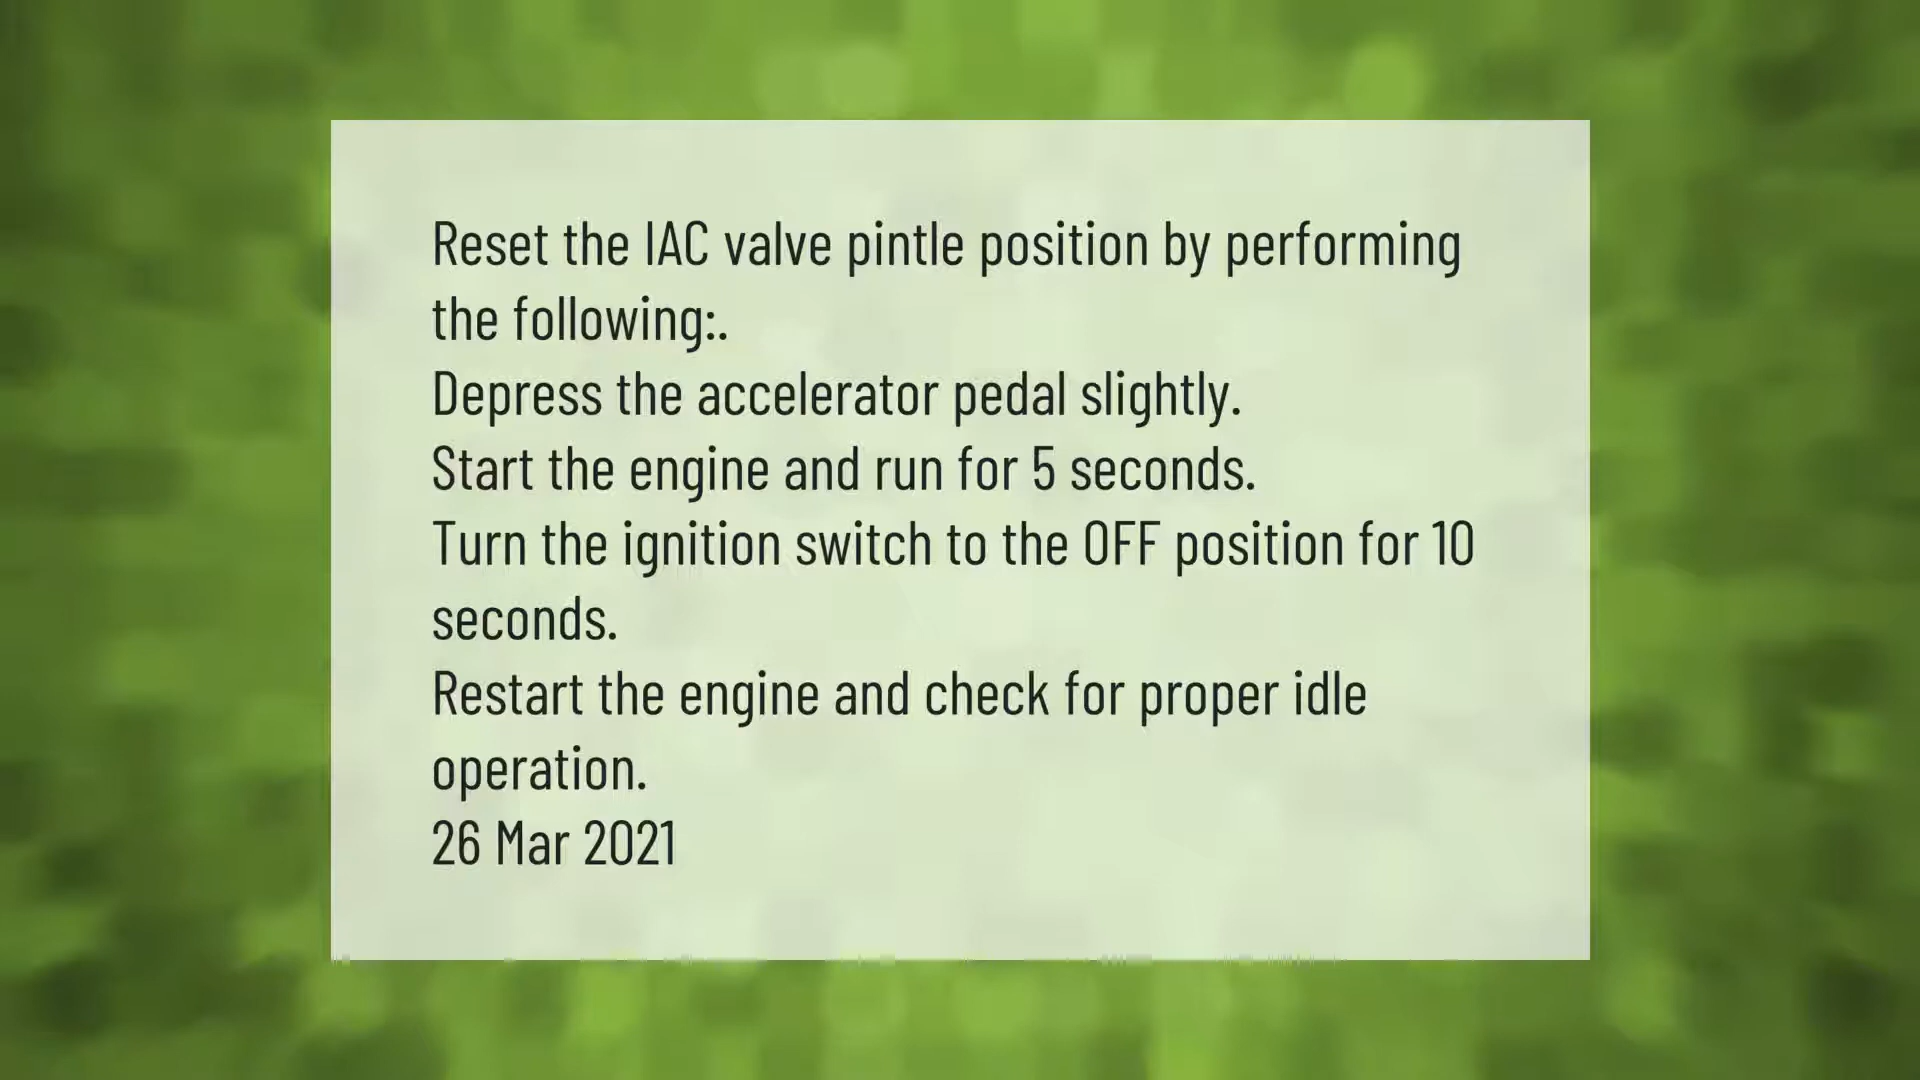 Reset the IAC valve pintle position by performing
the following:.
Depress the accelerator pedal slightly.
Start the engine and run for 5 seconds.
Turn the ignition switch to the OFF position for 10
seconds.
Restart the engine and check for proper idle
operation.
26 Mar 2021